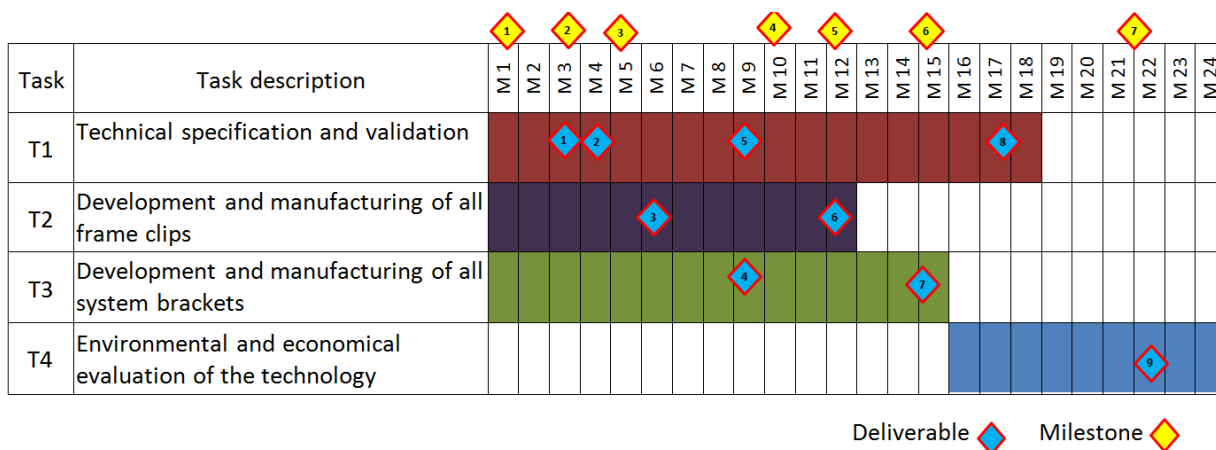 1 2 3 4 5 6 7
Task Task description M 1 M 2 M 3 M 4 M 5 M 6 M 7 M 8 M 9 M 10 M 11 M 12 M 13 M 14 M 15 M 16 M 17 M 18 M 19 M 20 M 21 M 22 M 23 M 24
T1 Technical specification and validation 1 2 5 8
T2 Development and manufacturing of all
frame clips 3 6
T3 Development and manufacturing of all
system brackets 4 7
T4 Environmental and economical
evaluation of the technology 9
Deliverable Milestone